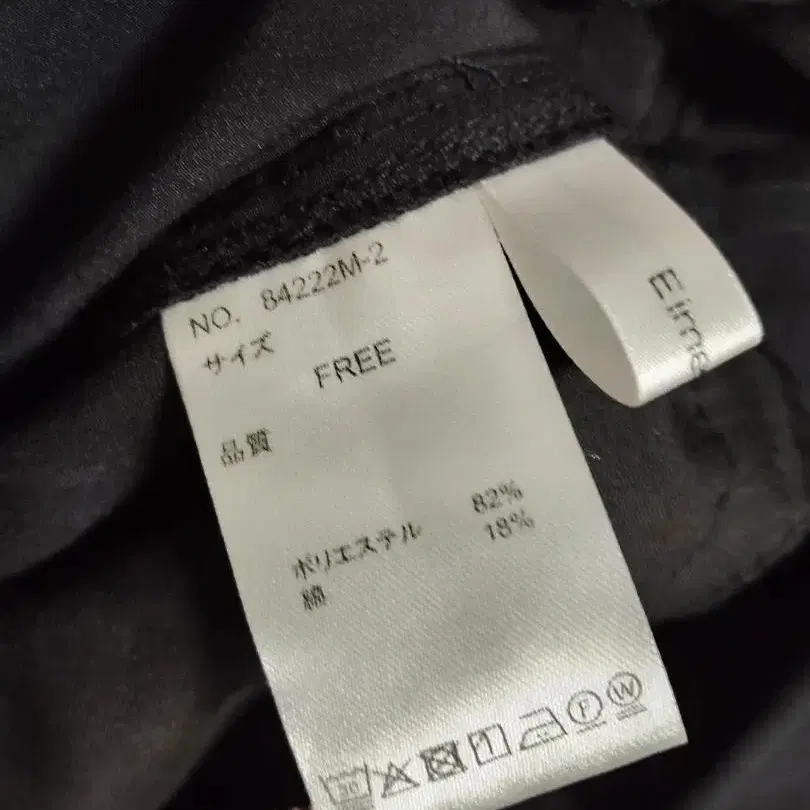 NO. 84222M-2
サイズ
FREE
品質
ポリエステル 82%
綿 18%
F W